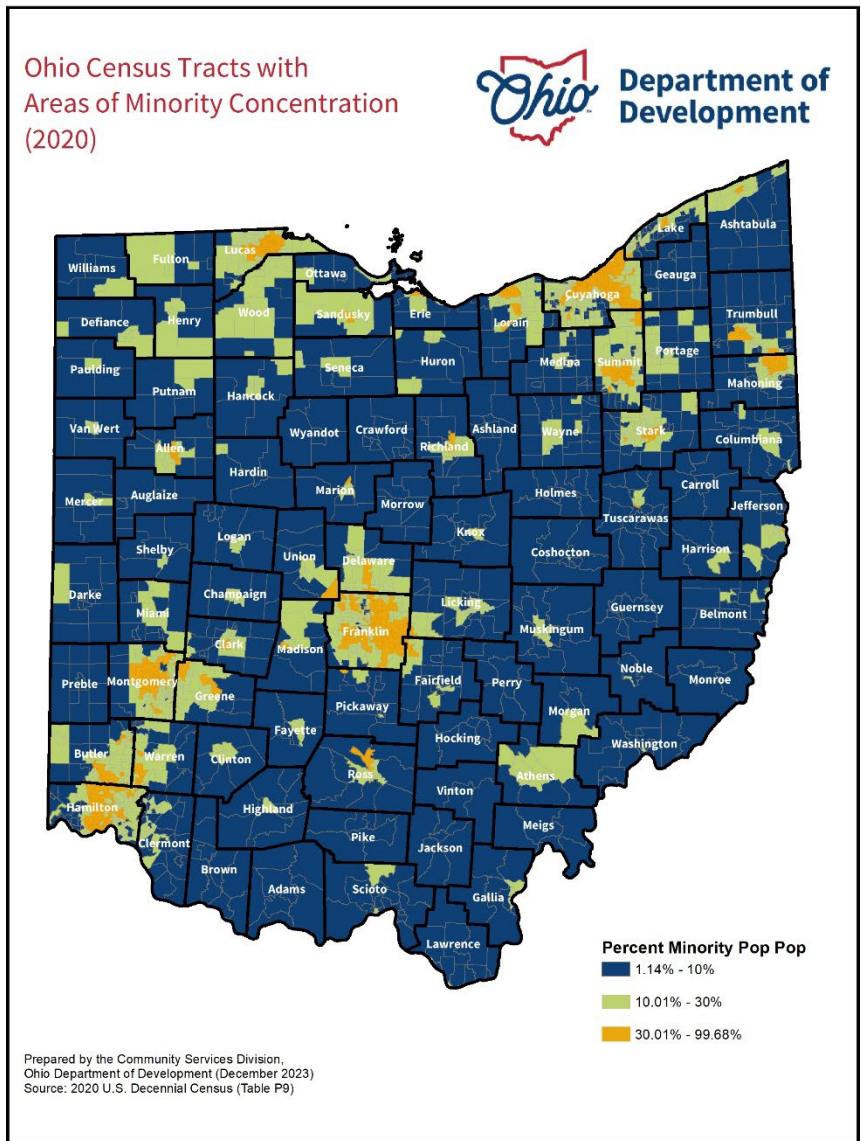 Ohio Census Tracts with
Areas of Minority Concentration
(2020)
Ohio
Department of
Development
Ashtabula
Lake
Lucas
Fulton
Williams
Ottawa
Geauga
Cuyahoga
Wood
Sandusky
Erie
Lorain
Trumbull
Defiance
Henry
Huron
Medina
Summit
Portage
Paulding
Seneca
Mahoning
Putnam
Hancock
Van Wert
Wyandot
Crawford
Ashland
Richland
Wayne
Stark
Columbiana
Allen
Hardin
Mercer
Auglaize
Marion
Morrow
Holmes
Carroll
Tuscarawas
Jefferson
Logan
Knox
Shelby
Union
Delaware
Coshocton
Harrison
Darke
Champaign
Licking
Miami
Guernsey
Belmont
Clark
Franklin
Muskingum
Madison
Noble
Preble
Montgomery
Greene
Fairfield
Perry
Monroe
Pickaway
Morgan
Fayette
Hocking
Washington
Butler
Warren
Clinton
Ross
Athens
Vinton
Hamilton
Highland
Meigs
Clermont
Pike
Jackson
Brown
Adams
Scioto
Gallia
Lawrence
Percent Minority Pop Pop
1.14% - 10%
10.01% - 30%
30.01% - 99.68%
Prepared by the Community Services Division,
Ohio Department of Development (December 2023)
Source: 2020 U.S. Decennial Census (Table P9)